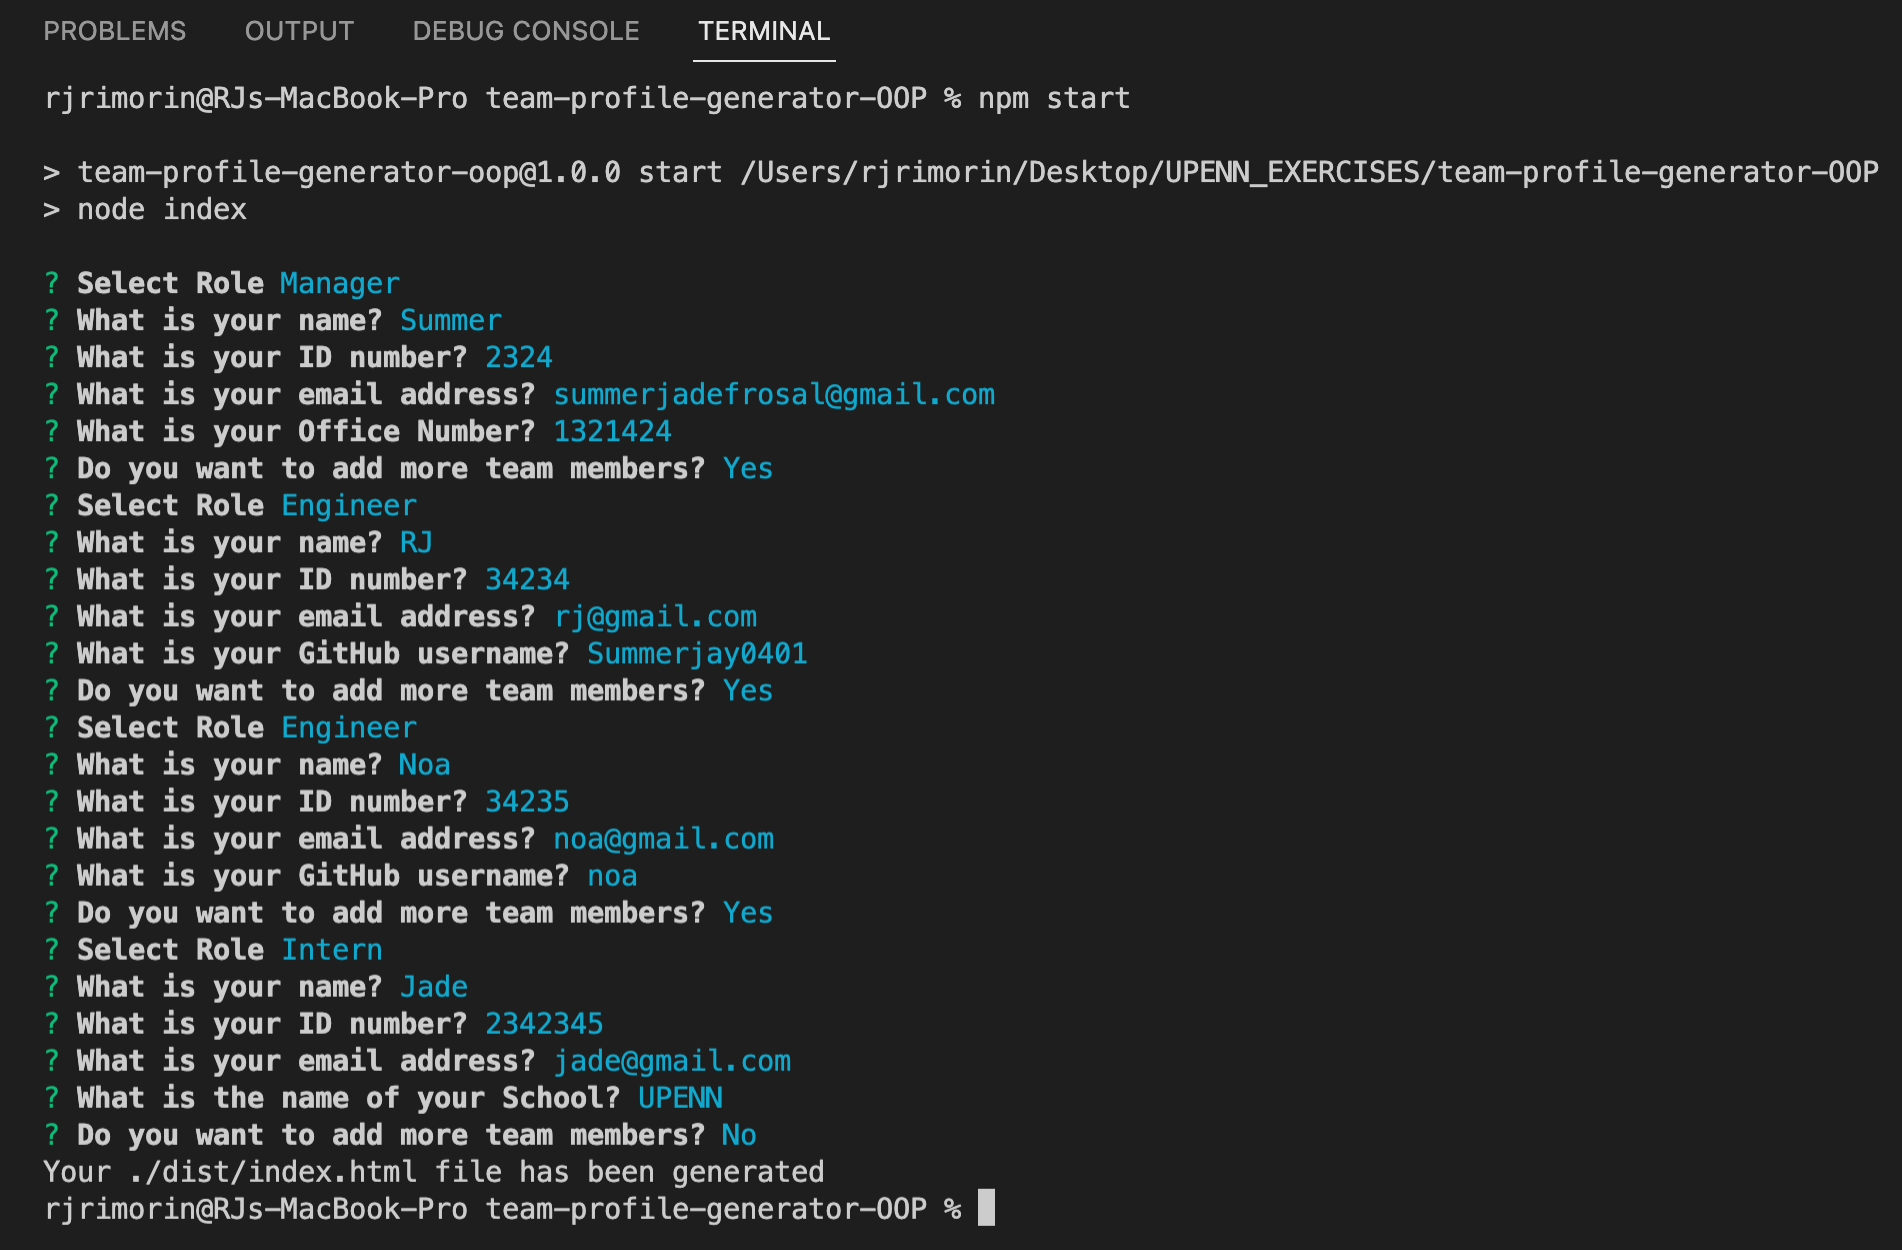 PROBLEMS OUTPUT DEBUG CONSOLE TERMINAL
rjrimorin@RJs-MacBook-Pro team-profile-generator-OOP % npm start
> team-profile-generator-oop@1.0.0 start /Users/rjrimorin/Desktop/UPENN_EXERCISES/team-profile-generator-OOP
> node index
? Select Role Manager
? What is your name? Summer
? What is your ID number? 2324
? What is your email address? summerjadefrosal@gmail.com
? What is your Office Number? 1321424
? Do you want to add more team members? Yes
? Select Role Engineer
? What is your name? RJ
? What is your ID number? 34234
? What is your email address? rj@gmail.com
? What is your GitHub username? Summerjay0401
? Do you want to add more team members? Yes
? Select Role Engineer
? What is your name? Noa
? What is your ID number? 34235
? What is your email address? noa@gmail.com
? What is your GitHub username? noa
? Do you want to add more team members? Yes
? Select Role Intern
? What is your name? Jade
? What is your ID number? 2342345
? What is your email address? jade@gmail.com
? What is the name of your School? UPENN
? Do you want to add more team members? No
Your ./dist/index.html file has been generated
rjrimorin@RJs-MacBook-Pro team-profile-generator-OOP %